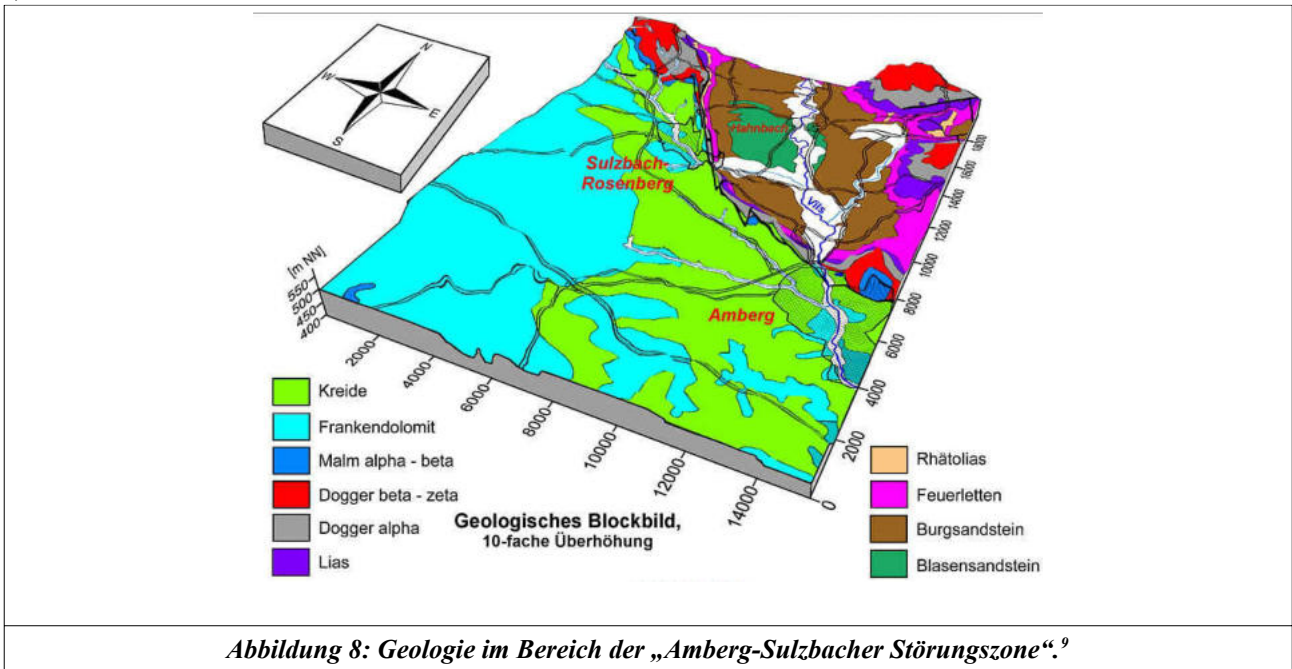 N
W
E
S
Hahnbach
Sulzbach-
Rosenberg
Vils
Amberg
[m NN]
550
500
450
400
2000
4000
6000
8000
10000
12000
14000
0
2000
4000
6000
8000
10000
12000
14000
16000
18000
Kreide
Frankendolomit
Malm alpha - beta
Dogger beta - zeta
Dogger alpha
Lias
Geologisches Blockbild,
10-fache Überhöhung
Rhätolias
Feuerletten
Burgsandstein
Blasensandstein
Abbildung 8: Geologie im Bereich der „Amberg-Sulzbacher Störungszone“.⁹